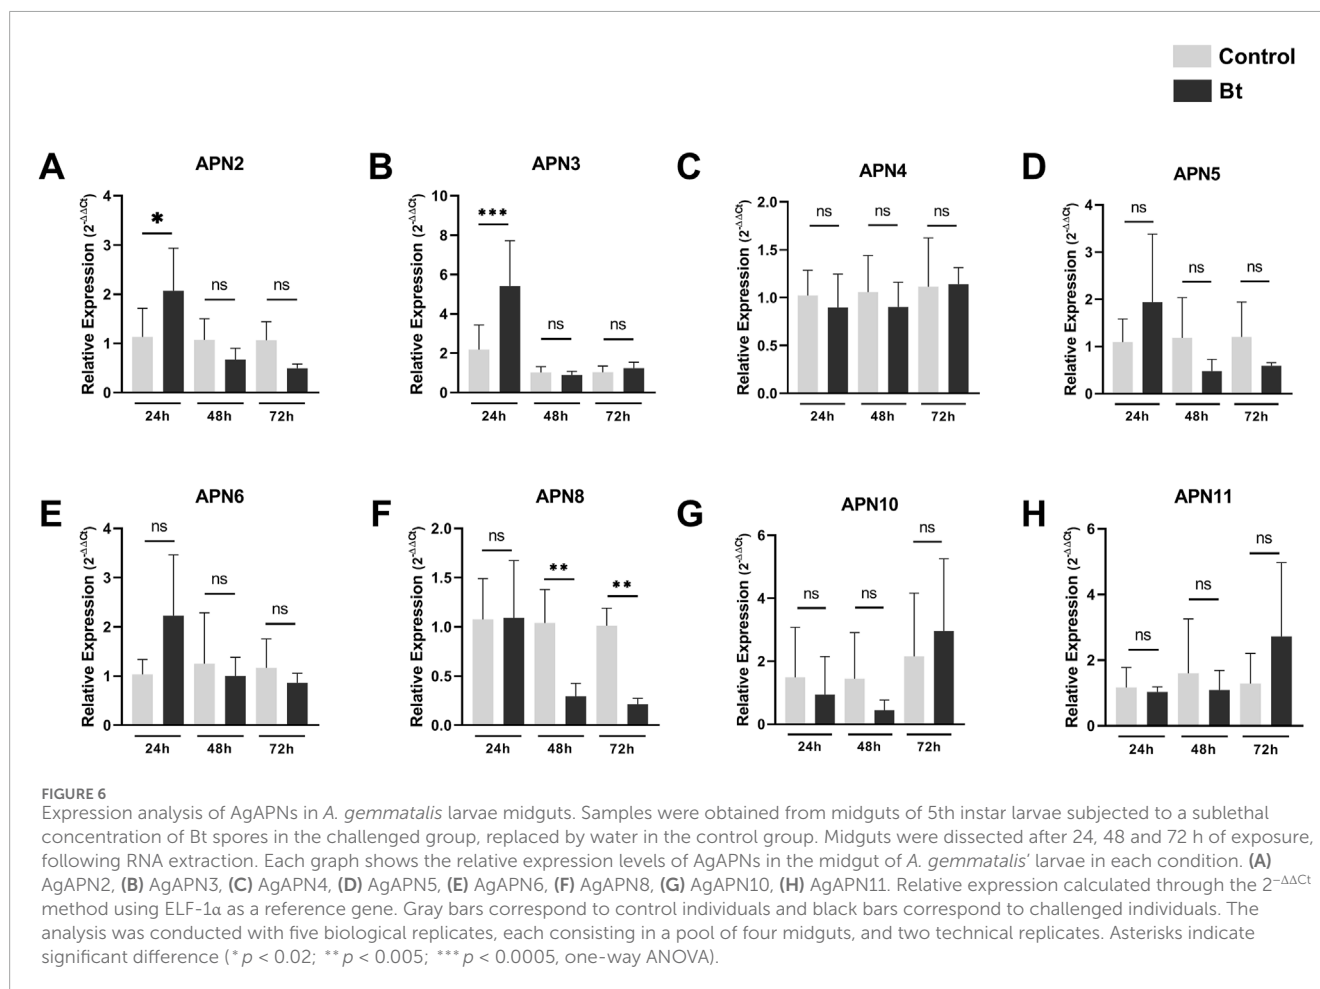 Control
Bt
A
APN2
Relative Expression (2-ΔΔCt)
4
3
2
1
0
*
ns
ns
24h
48h
72h
B
APN3
Relative Expression (2-ΔΔCt)
10
8
6
4
2
0
***
ns
ns
24h
48h
72h
C
APN4
Relative Expression (2-ΔΔCt)
2.0
1.5
1.0
0.5
0.0
ns
ns
ns
24h
48h
72h
D
APN5
Relative Expression (2-ΔΔCt)
4
3
2
1
0
ns
ns
ns
24h
48h
72h
E
APN6
Relative Expression (2-ΔΔCt)
4
3
2
1
0
ns
ns
ns
24h
48h
72h
F
APN8
Relative Expression (2-ΔΔCt)
2.0
1.5
1.0
0.5
0.0
ns
**
**
24h
48h
72h
G
APN10
Relative Expression (2-ΔΔCt)
6
4
2
0
ns
ns
ns
24h
48h
72h
H
APN11
Relative Expression (2-ΔΔCt)
6
4
2
0
ns
ns
ns
24h
48h
72h
FIGURE 6
Expression analysis of AgAPNs in A. gemmatalis larvae midguts. Samples were obtained from midguts of 5th instar larvae subjected to a sublethal
concentration of Bt spores in the challenged group, replaced by water in the control group. Midguts were dissected after 24, 48 and 72 h of exposure,
following RNA extraction. Each graph shows the relative expression levels of AgAPNs in the midgut of A. gemmatalis' larvae in each condition. (A)
AgAPN2, (B) AgAPN3, (C) AgAPN4, (D) AgAPN5, (E) AgAPN6, (F) AgAPN8, (G) AgAPN10, (H) AgAPN11. Relative expression calculated through the 2−ΔΔCt
method using ELF-1α as a reference gene. Gray bars correspond to control individuals and black bars correspond to challenged individuals. The
analysis was conducted with five biological replicates, each consisting in a pool of four midguts, and two technical replicates. Asterisks indicate
significant difference (*p < 0.02; **p < 0.005; ***p < 0.0005, one-way ANOVA).